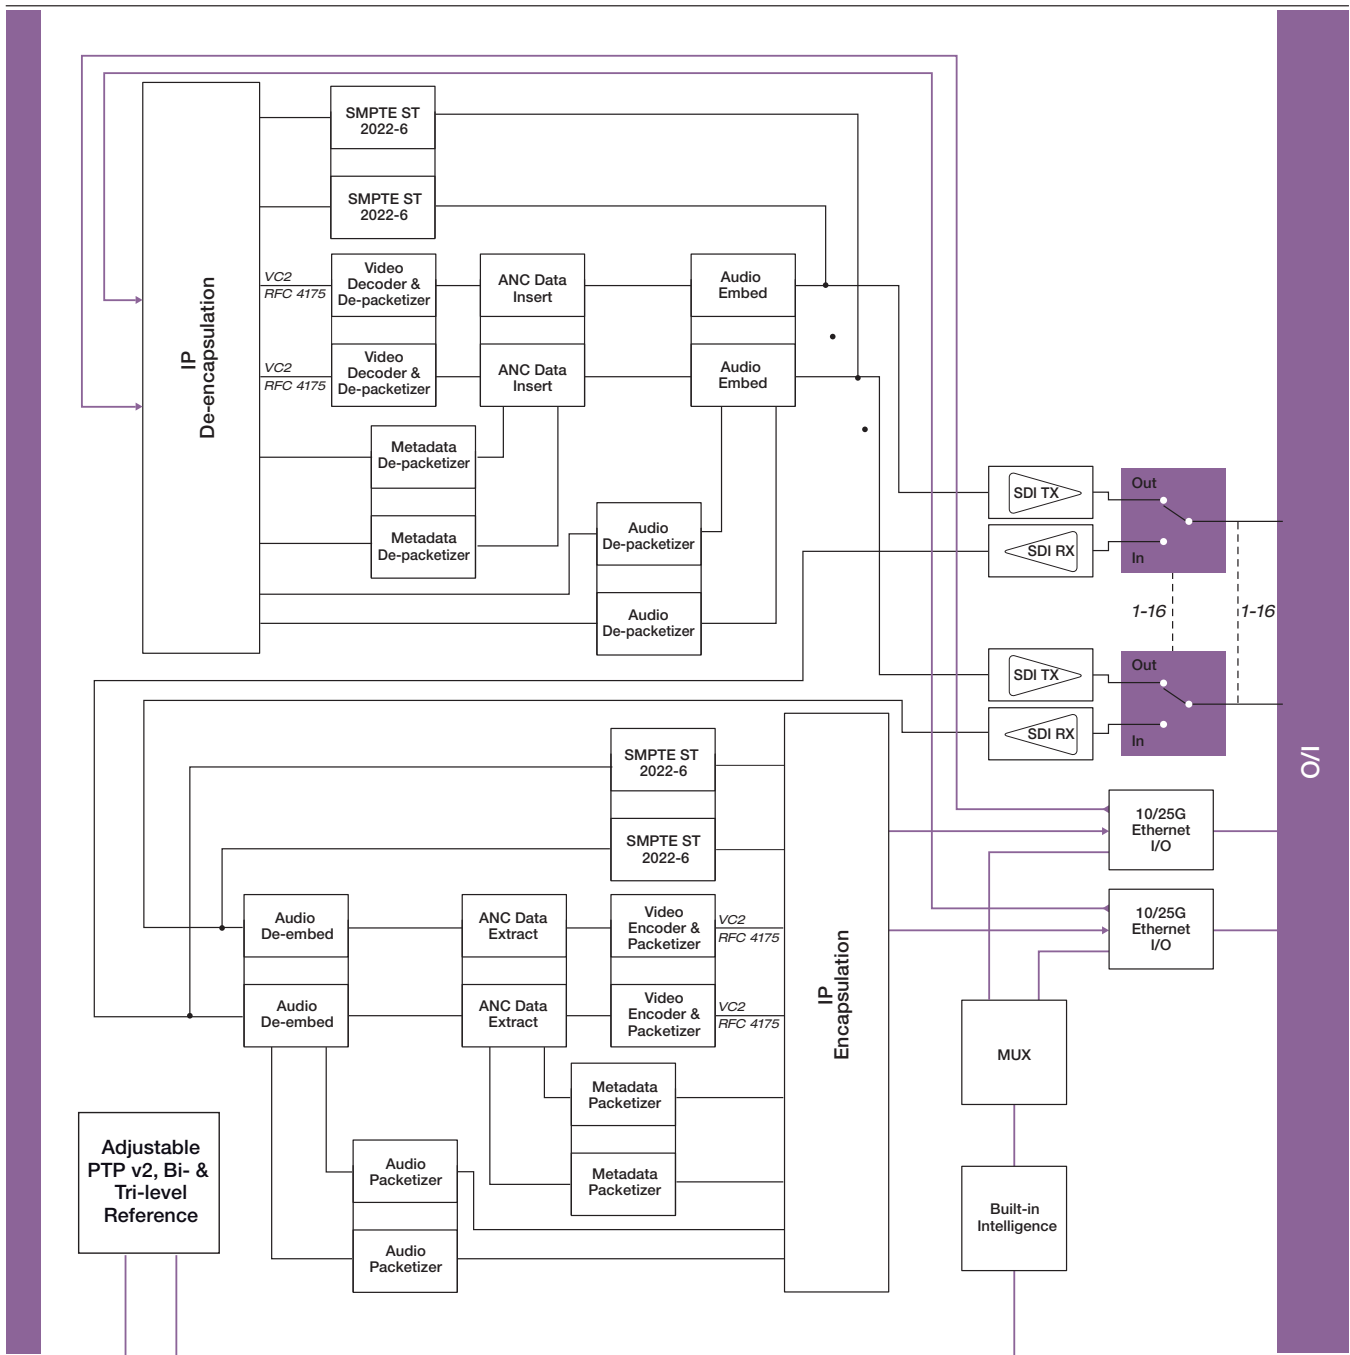 SMPTE ST
2022-6
SMPTE ST
2022-6
IP
De-encapsulation
VC2
RFC 4175
Video
Decoder &
De-packetizer
ANC Data
Insert
Audio
Embed
VC2
RFC 4175
Video
Decoder &
De-packetizer
ANC Data
Insert
Audio
Embed
Metadata
De-packetizer
Metadata
De-packetizer
Audio
De-packetizer
Audio
De-packetizer
SDI TX
SDI RX
Out
In
1-16
1-16
SDI TX
SDI RX
Out
In
I/O
SMPTE ST
2022-6
SMPTE ST
2022-6
IP
Encapsulation
10/25G
Ethernet
I/O
10/25G
Ethernet
I/O
Audio
De-embed
ANC Data
Extract
Video
Encoder &
Packetizer
VC2
RFC 4175
Audio
De-embed
ANC Data
Extract
Video
Encoder &
Packetizer
VC2
RFC 4175
MUX
Metadata
Packetizer
Metadata
Packetizer
Audio
Packetizer
Audio
Packetizer
Adjustable
PTP v2, Bi- &
Tri-level
Reference
Built-in
Intelligence